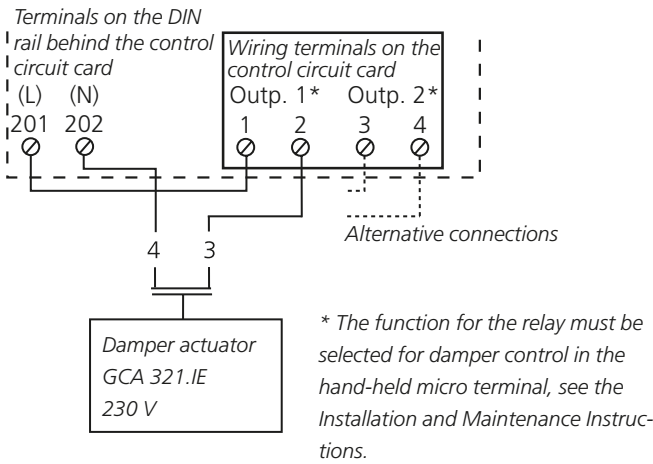 Terminals on the DIN
rail behind the control
circuit card
Wiring terminals on the
control circuit card
(L) (N)
Outp. 1* Outp. 2*
201 202
1 2 3 4
Alternative connections
4 3
Damper actuator
GCA 321.IE
230 V
* The function for the relay must be
selected for damper control in the
hand-held micro terminal, see the
Installation and Maintenance Instruc-
tions.